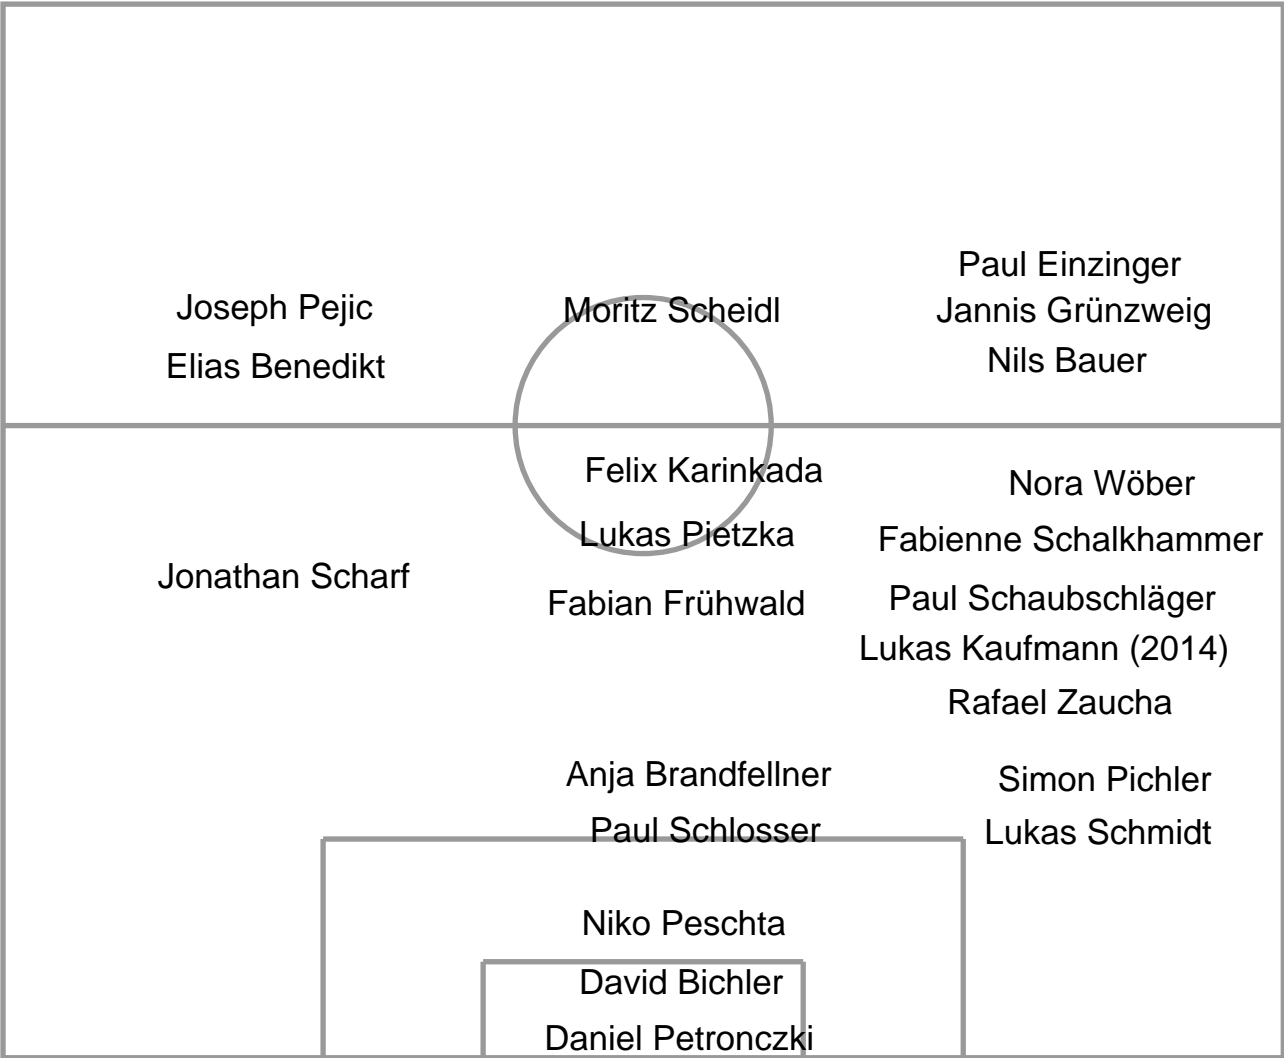 Paul Einzinger
Joseph Pejic
Moritz Scheidl
Jannis Grünzweig
Elias Benedikt
Nils Bauer
Felix Karinkada
Nora Wöber
Lukas Pietzka
Fabienne Schalkhammer
Jonathan Scharf
Fabian Frühwald
Paul Schaubschläger
Lukas Kaufmann (2014)
Rafael Zaucha
Anja Brandfellner
Simon Pichler
Paul Schlosser
Lukas Schmidt
Niko Peschta
David Bichler
Daniel Petronczki